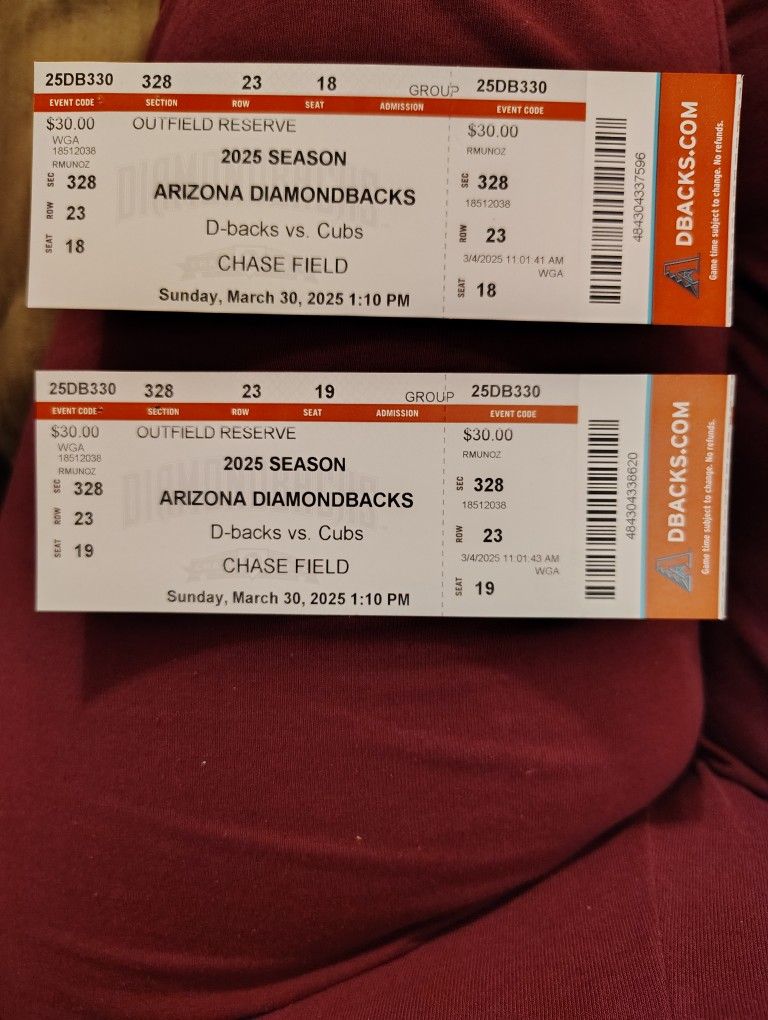 25DB330 328 23 18 GROUP 25DB330
EVENT CODE SECTION ROW SEAT ADMISSION EVENT CODE
$30.00 OUTFIELD RESERVE $30.00
WGA
18512038
RMUNOZ
2025 SEASON
RMUNOZ
SEC 328 ARIZONA DIAMONDBACKS SEC 328
18512038
ROW 23 D-backs vs. Cubs ROW 23
SEAT 18 CHASE FIELD
3/4/2025 11:01:41 AM
WGA
Sunday, March 30, 2025 1:10 PM SEAT 18
484304337596
DBACKS.COM
Game time subject to change. No refunds.
25DB330 328 23 19 GROUP 25DB330
EVENT CODE SECTION ROW SEAT ADMISSION EVENT CODE
$30.00 OUTFIELD RESERVE $30.00
WGA
18512038
RMUNOZ
2025 SEASON
RMUNOZ
SEC 328 ARIZONA DIAMONDBACKS SEC 328
18512038
ROW 23 D-backs vs. Cubs ROW 23
SEAT 19 CHASE FIELD
3/4/2025 11:01:43 AM
WGA
Sunday, March 30, 2025 1:10 PM SEAT 19
484304338620
DBACKS.COM
Game time subject to change. No refunds.